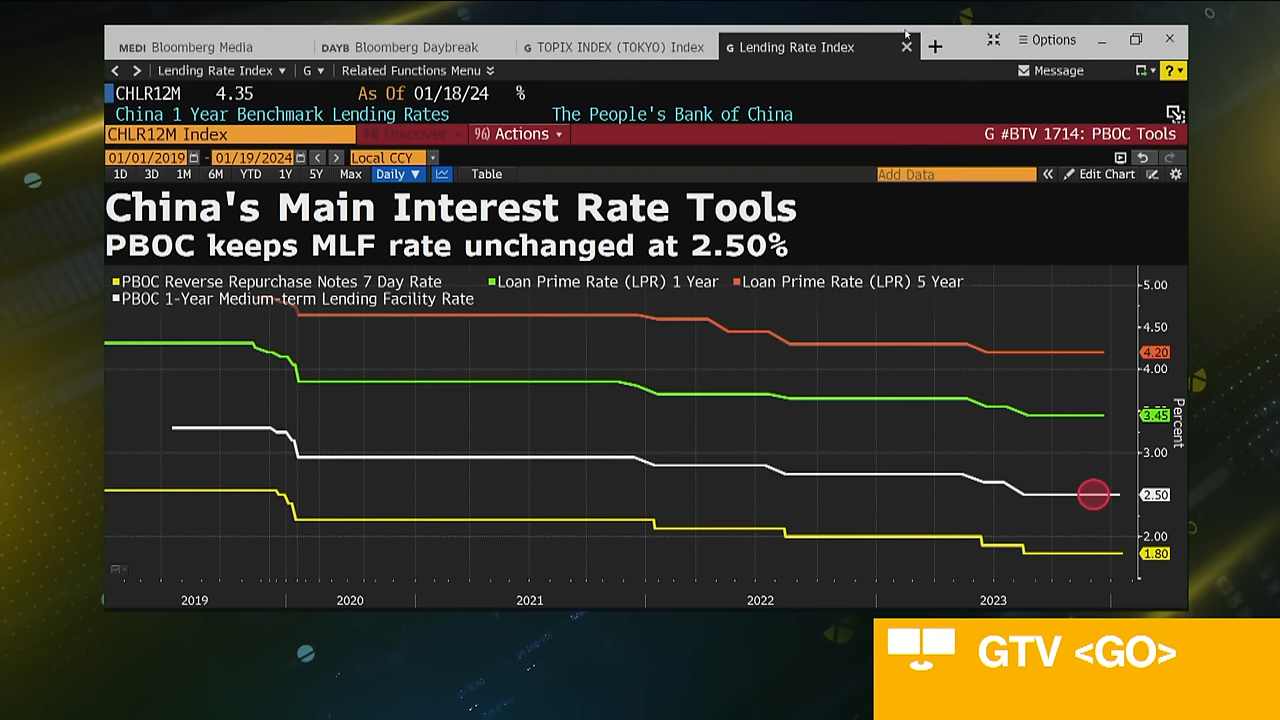 MEDI Bloomberg Media DAYB Bloomberg Daybreak G TOPIX INDEX (TOKYO) Index G Lending Rate Index Options
Lending Rate Index G Related Functions Menu Message ?
CHLR12M 4.35 As Of 01/18/24 %
China 1 Year Benchmark Lending Rates The People's Bank of China
CHLR12M Index 96) Actions G #BTV 1714: PBOC Tools
01/01/2019 - 01/19/2024 Local CCY
1D 3D 1M 6M YTD 1Y 5Y Max Daily ▼ Table Add Data « Edit Chart
China's Main Interest Rate Tools
PBOC keeps MLF rate unchanged at 2.50%
PBOC Reverse Repurchase Notes 7 Day Rate Loan Prime Rate (LPR) 1 Year Loan Prime Rate (LPR) 5 Year
PBOC 1-Year Medium-term Lending Facility Rate
5.00
4.50
4.20
4.00
3.45
Percent
3.00
2.50
2.00
1.80
2019 2020 2021 2022 2023
GTV <GO>